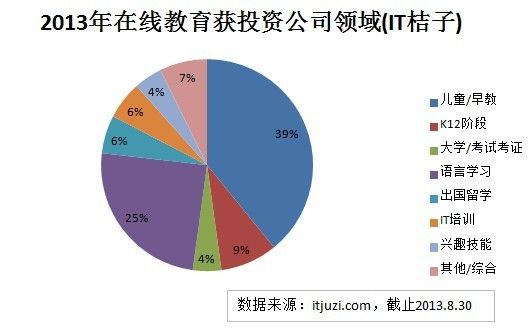 2013年在线教育获投资公司领域(IT桔子)
7%
4%
6%
6%
39%
25%
4%
9%
儿童/早教
K12阶段
大学/考试考证
语言学习
出国留学
IT培训
兴趣技能
其他/综合
数据来源：itjuzi.com，截止2013.8.30